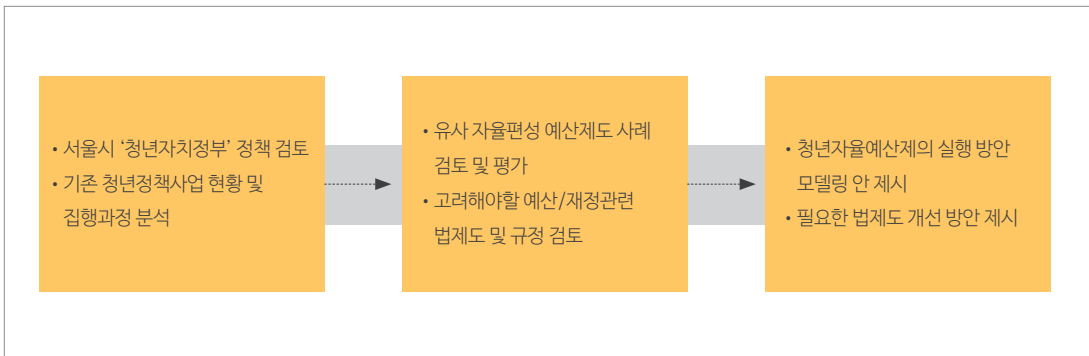 • 서울시 ‘청년자치정부’ 정책 검토
• 기존 청년정책사업 현황 및
집행과정 분석
• 유사 자율편성 예산제도 사례
검토 및 평가
• 고려해야할 예산/재정관련
법제도 및 규정 검토
• 청년자율예산제의 실행 방안
모델링 안 제시
• 필요한 법제도 개선 방안 제시